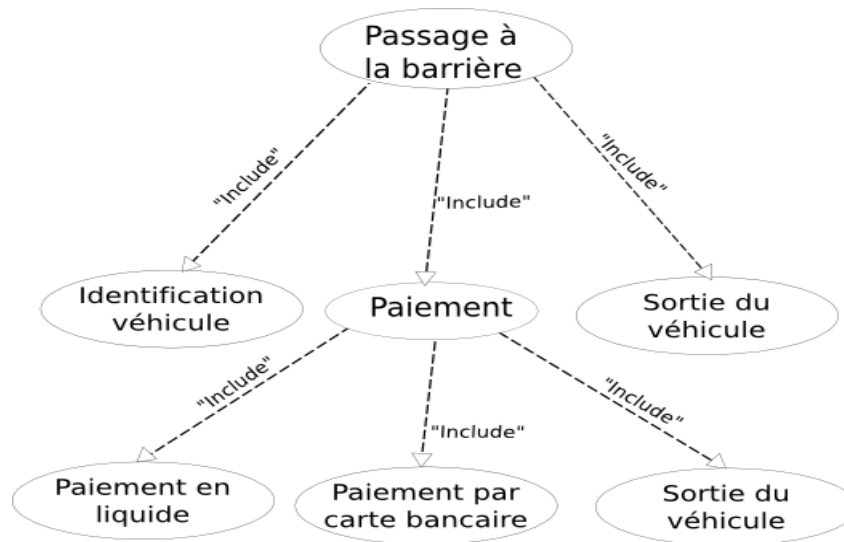 Passage à
la barrière
"Include"
"Include"
"Include"
Identification
véhicule
Paiement
Sortie du
véhicule
"Include"
"Include"
"Include"
Paiement en
liquide
Paiement par
carte bancaire
Sortie du
véhicule